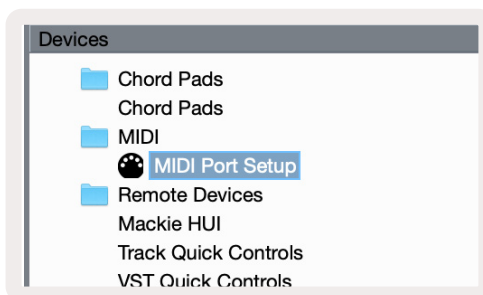 Devices
Chord Pads
Chord Pads
MIDI
MIDI Port Setup
Remote Devices
Mackie HUI
Track Quick Controls
VST Quick Controls